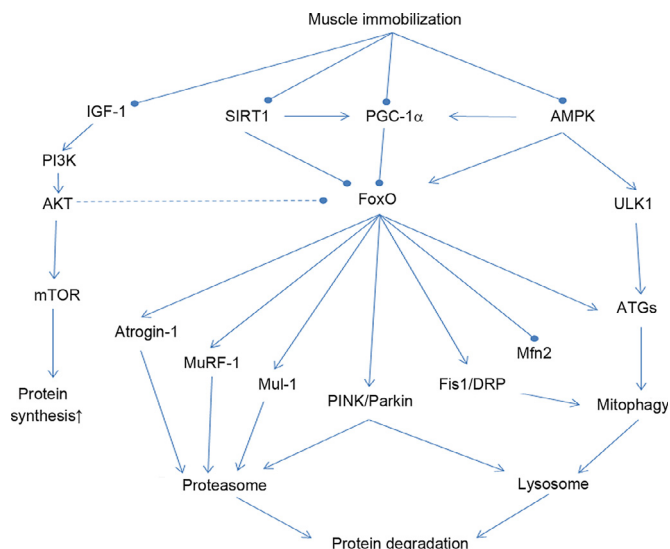 Muscle immobilization
IGF-1
SIRT1
PGC-1α
AMPK
PI3K
AKT
FoxO
ULK1
mTOR
ATGs
Atrogin-1
MuRF-1
Mul-1
PINK/Parkin
Fis1/DRP
Mfn2
Protein
synthesis↑
Mitophagy
Proteasome
Lysosome
Protein degradation